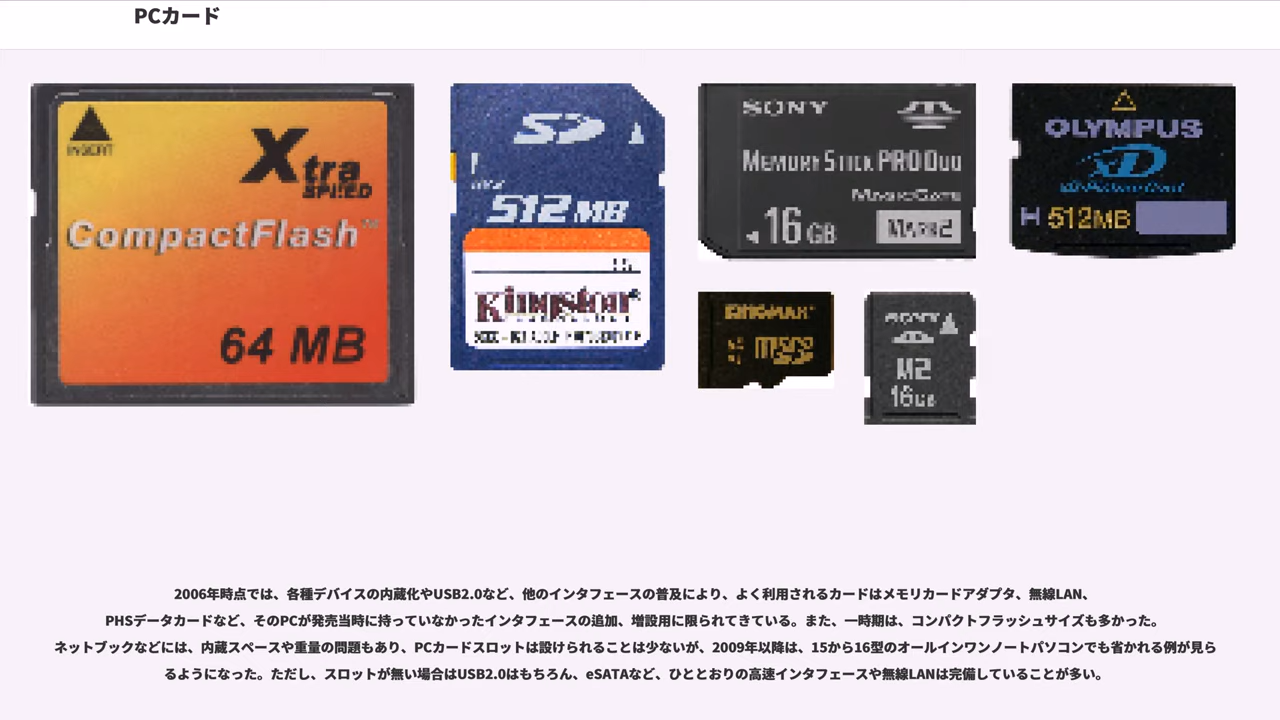 PCカード
INSERT
Xtra
SPEED
CompactFlash™
64 MB
SD
512 MB
Kingston
SONY
MEMORY STICK PRO DUO
MAGICGATE
16 GB
MARK2
OLYMPUS
xD
xD-Picture Card
H 512MB
KINGMAX
micro
SONY
M2
16GB
2006年時点では、各種デバイスの内蔵化やUSB2.0など、他のインタフェースの普及により、よく利用されるカードはメモリカードアダプタ、無線LAN、
PHSデータカードなど、そのPCが発売当時に持っていなかったインタフェースの追加、増設用に限られてきている。また、一時期は、コンパクトフラッシュサイズも多かった。
ネットブックなどには、内蔵スペースや重量の問題もあり、PCカードスロットは設けられることは少ないが、2009年以降は、15から16型のオールインワンノートパソコンでも省かれる例が見ら
るようになった。ただし、スロットが無い場合はUSB2.0はもちろん、eSATAなど、ひととおりの高速インタフェースや無線LANは完備していることが多い。